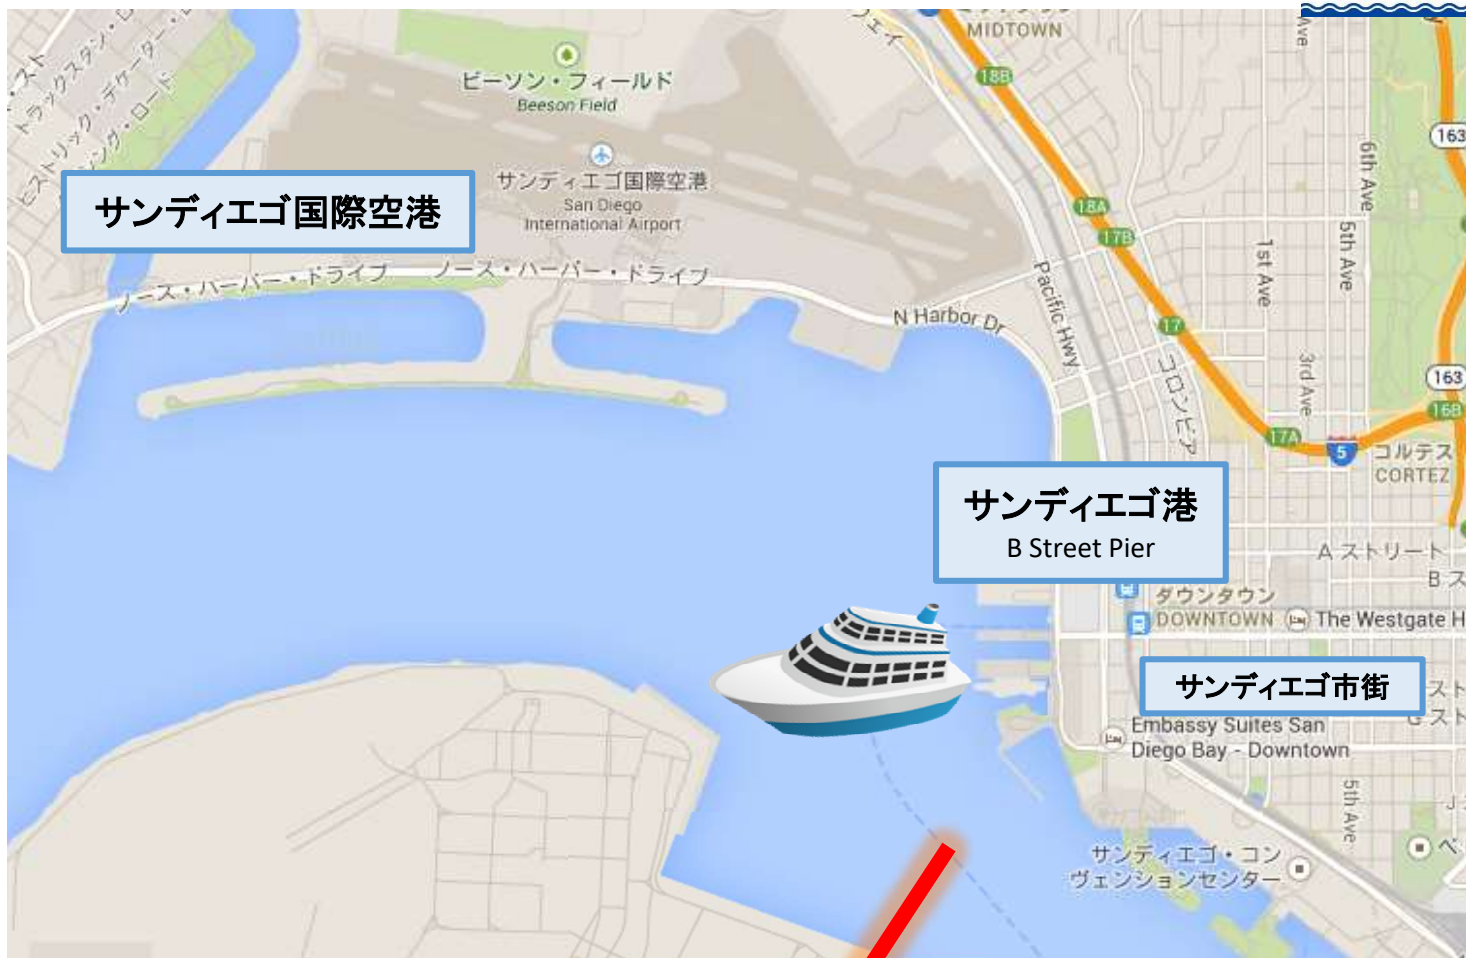 MIDTOWN
18B
163
ビーソン・フィールド
Beeson Field
6th Ave
サンディエゴ国際空港
San Diego
International Airport
サンディエゴ国際空港
18A
17B
5th Ave
1st Ave
ノース・ハーバー・ドライブ
ノース・ハーバー・ドライブ
Pacific Hwy
N Harbor Dr
17
コロンビア
3rd Ave
163
16B
17A
5
コルテス
CORTEZ
サンディエゴ港
B Street Pier
A ストリート
B ス
ダウンタウン
DOWNTOWN
The Westgate H
サンディエゴ市街
スト
G スト
Embassy Suites San
Diego Bay - Downtown
5th Ave
J
サンディエゴ・コン
ヴェンションセンター
ペ